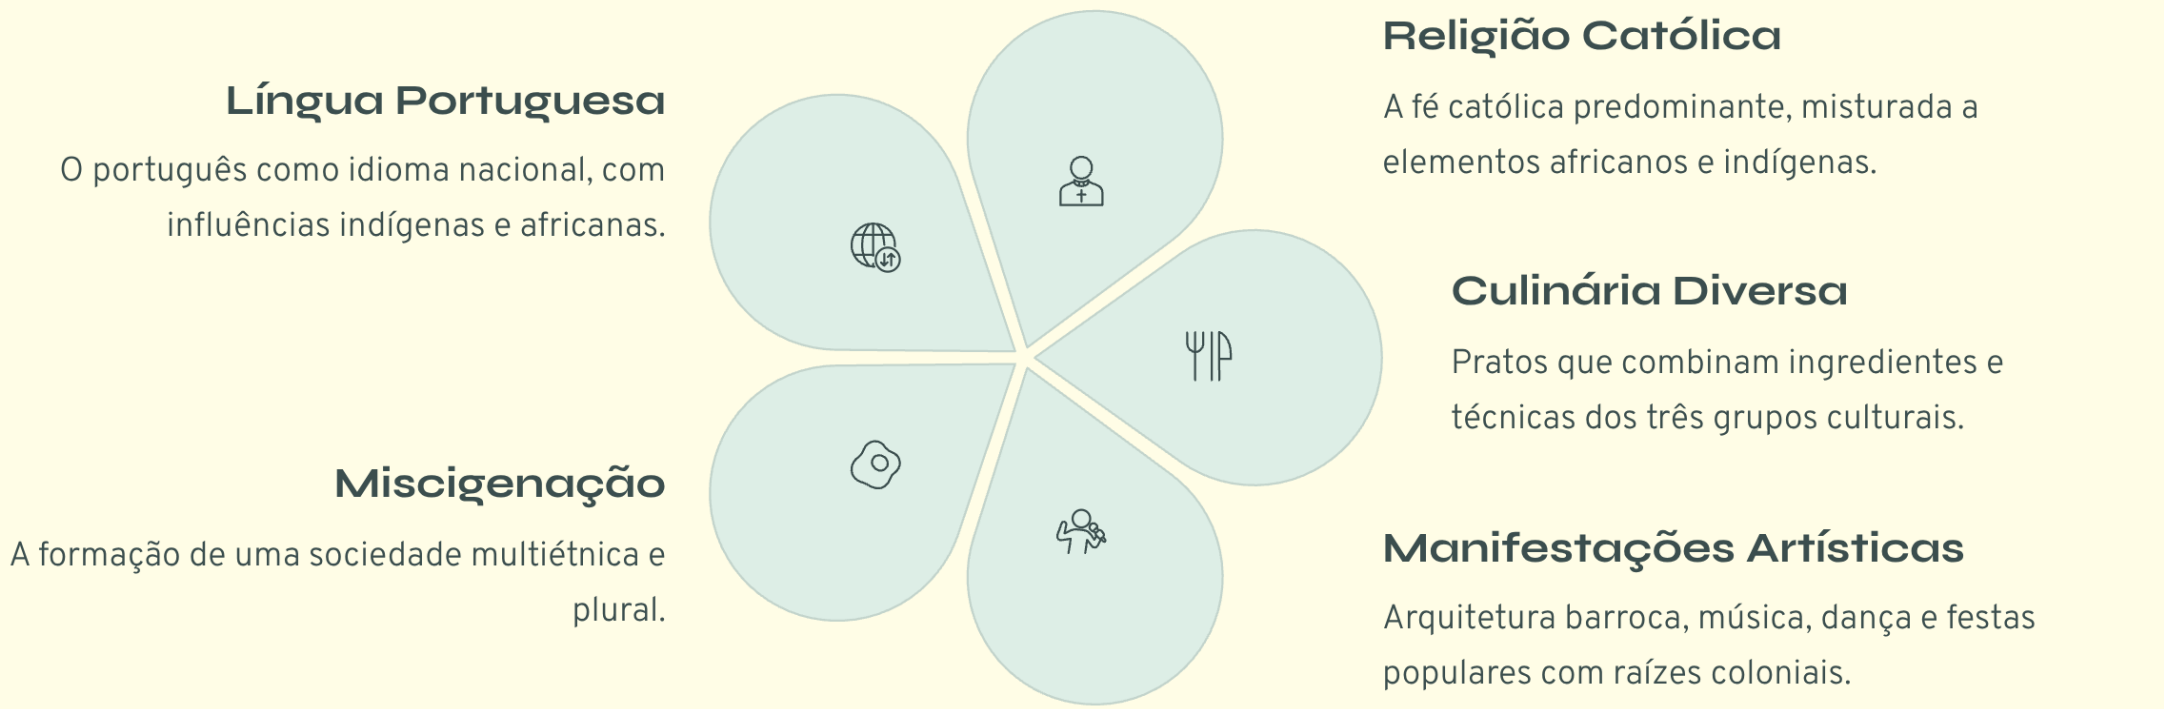 Língua Portuguesa
O português como idioma nacional, com
influências indígenas e africanas.
Religião Católica
A fé católica predominante, misturada a
elementos africanos e indígenas.
Culinária Diversa
Pratos que combinam ingredientes e
técnicas dos três grupos culturais.
Miscigenação
A formação de uma sociedade multiétnica e
plural.
Manifestações Artísticas
Arquitetura barroca, música, dança e festas
populares com raízes coloniais.